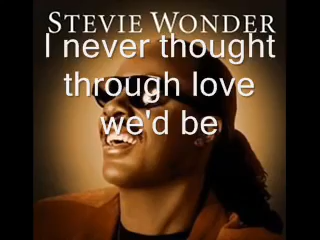 STEVIE WONDER
I never thought
through love
we'd be